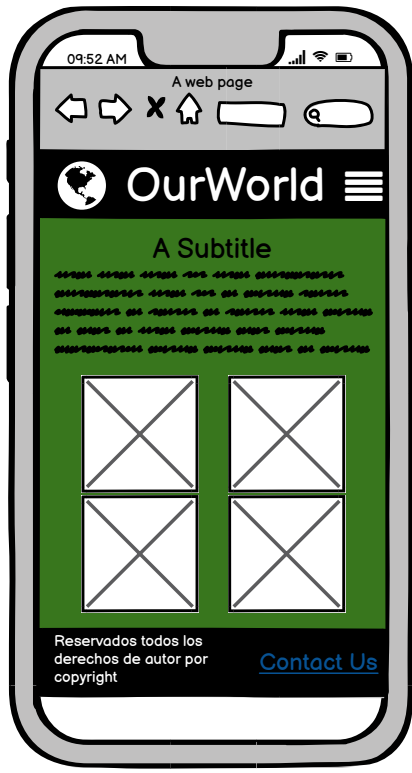 09:52 AM
A web page
OurWorld
A Subtitle
Reservados todos los
derechos de autor por
copyright
Contact Us